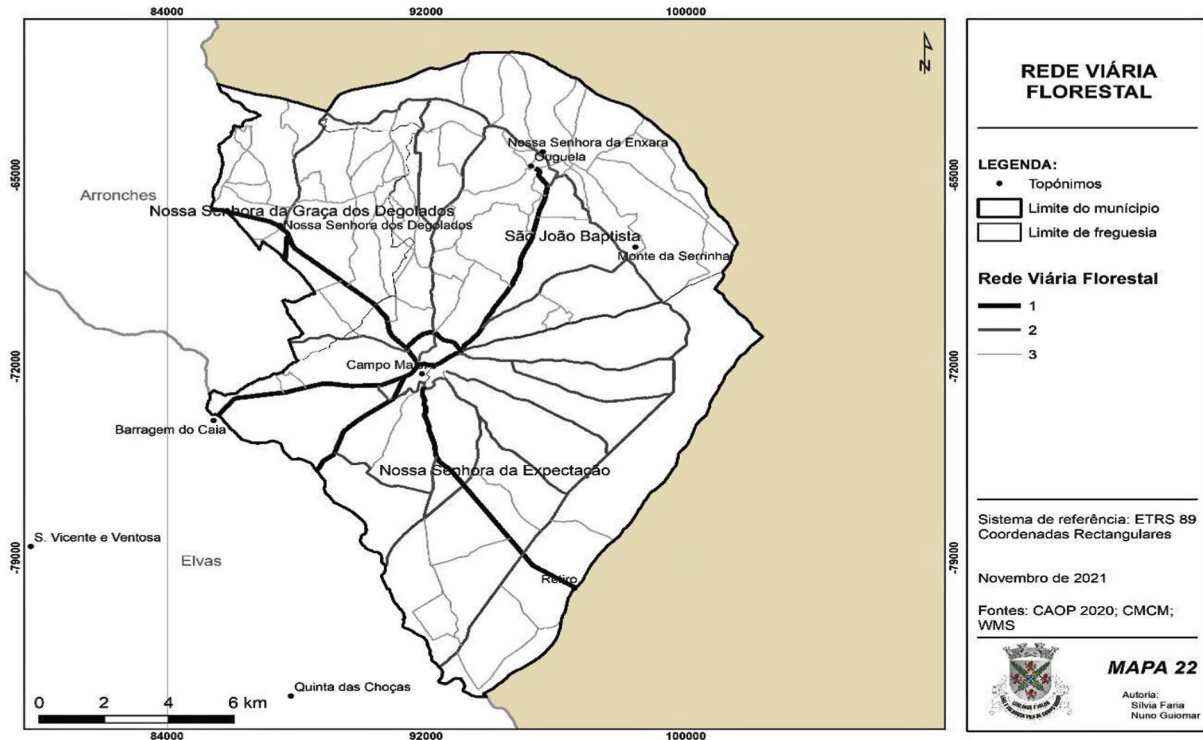 84000
92000
100000
-65000
-65000
Nossa Senhora da Enxara
Ouguela
Arronches
Nossa Senhora da Graça dos Degolados
Nossa Senhora dos Degolados
São João Baptista
Monte da Serrinha
-72000
-72000
Campo Maior
Barragem do Caia
Nossa Senhora da Expectação
S. Vicente e Ventosa
Elvas
-79000
-79000
Retiro
Quinta das Choças
0 2 4 6 km
84000
92000
100000
N
REDE VIÁRIA
FLORESTAL
LEGENDA:
Topónimos
Limite do munícipio
Limite de freguesia
Rede Viária Florestal
1
2
3
Sistema de referência: ETRS 89
Coordenadas Rectangulares
Novembro de 2021
Fontes: CAOP 2020; CMCM;
WMS
MAPA 22
Autoria:
Sílvia Faria
Nuno Guiomar